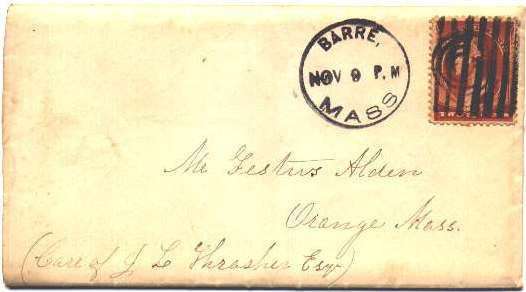 BARRE,
NOV 9 P.M
MASS
Mr Festus Alden
Orange Mass.
(Care of J L Thrasher Esq)